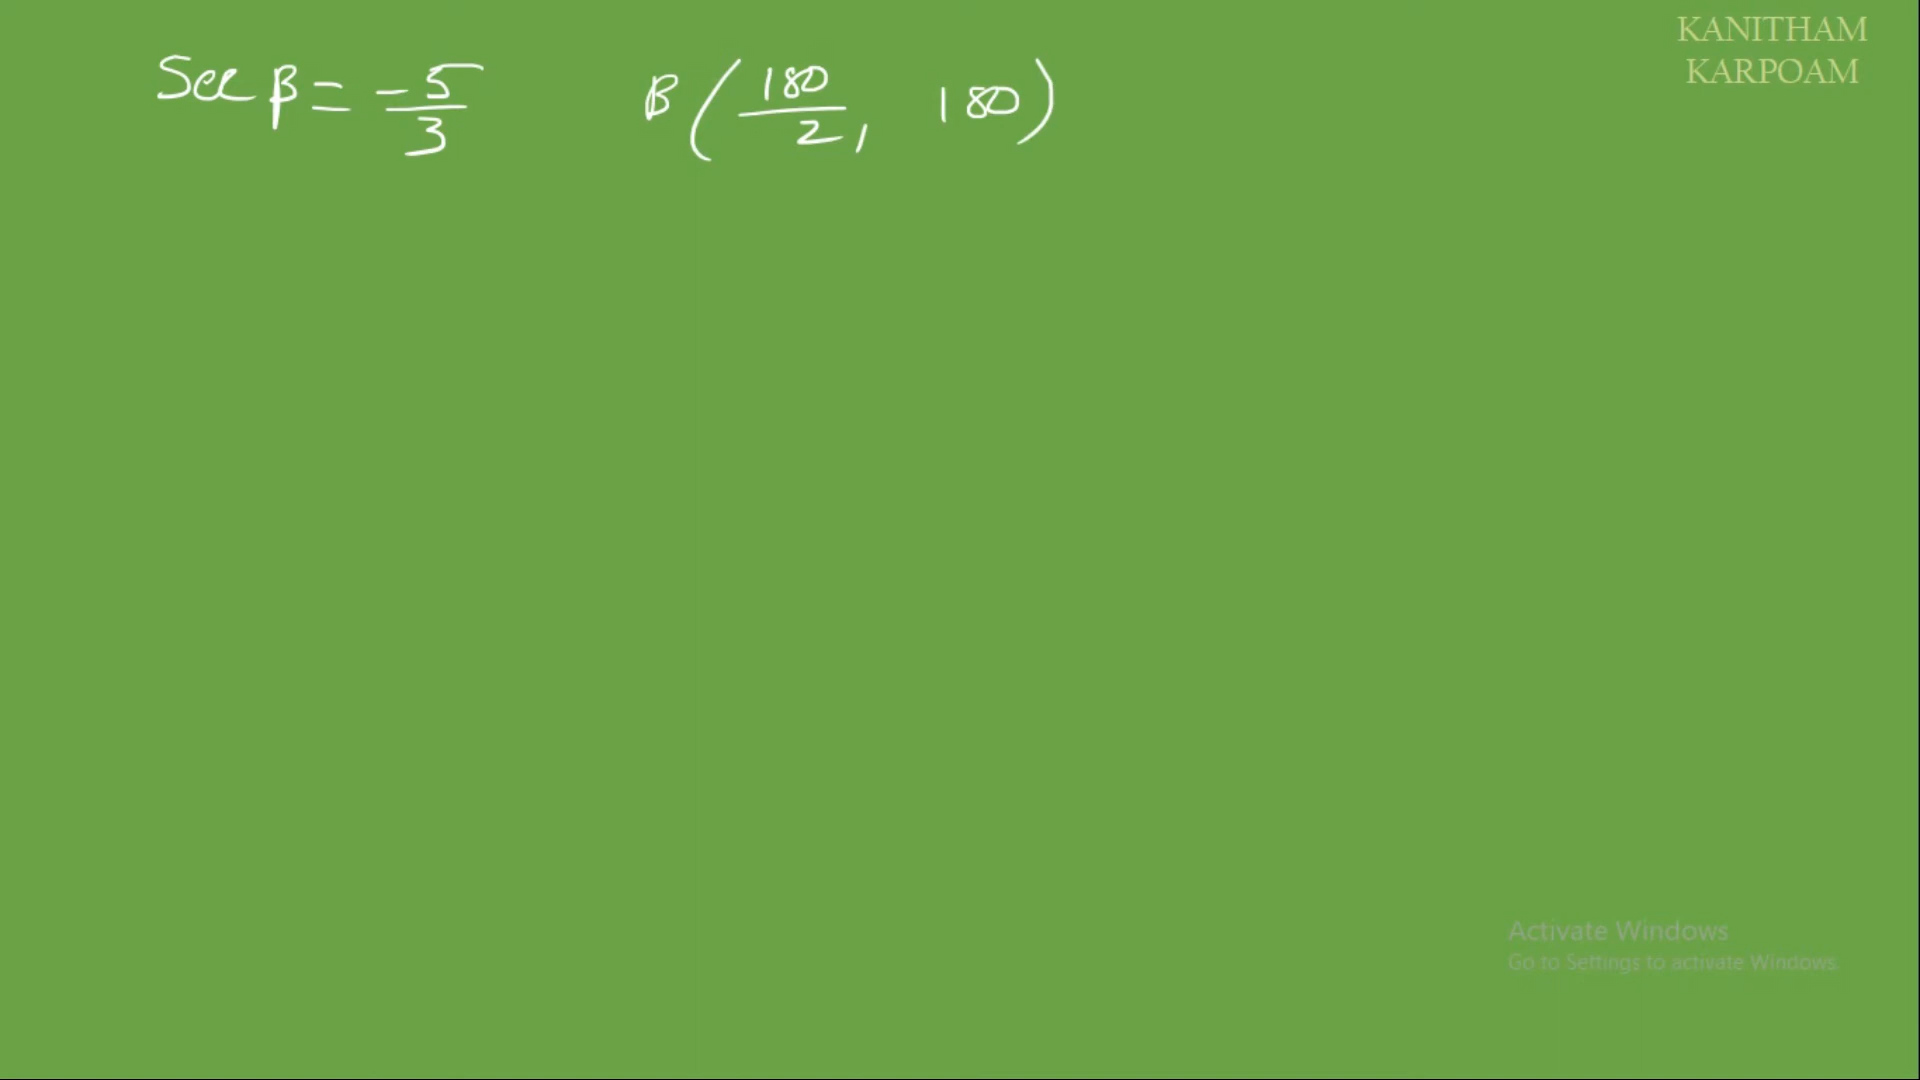 KANITHAM
KARPOAM
Sec β = -5/3 β (180/2, 180)
Activate Windows
Go to Settings to activate Windows